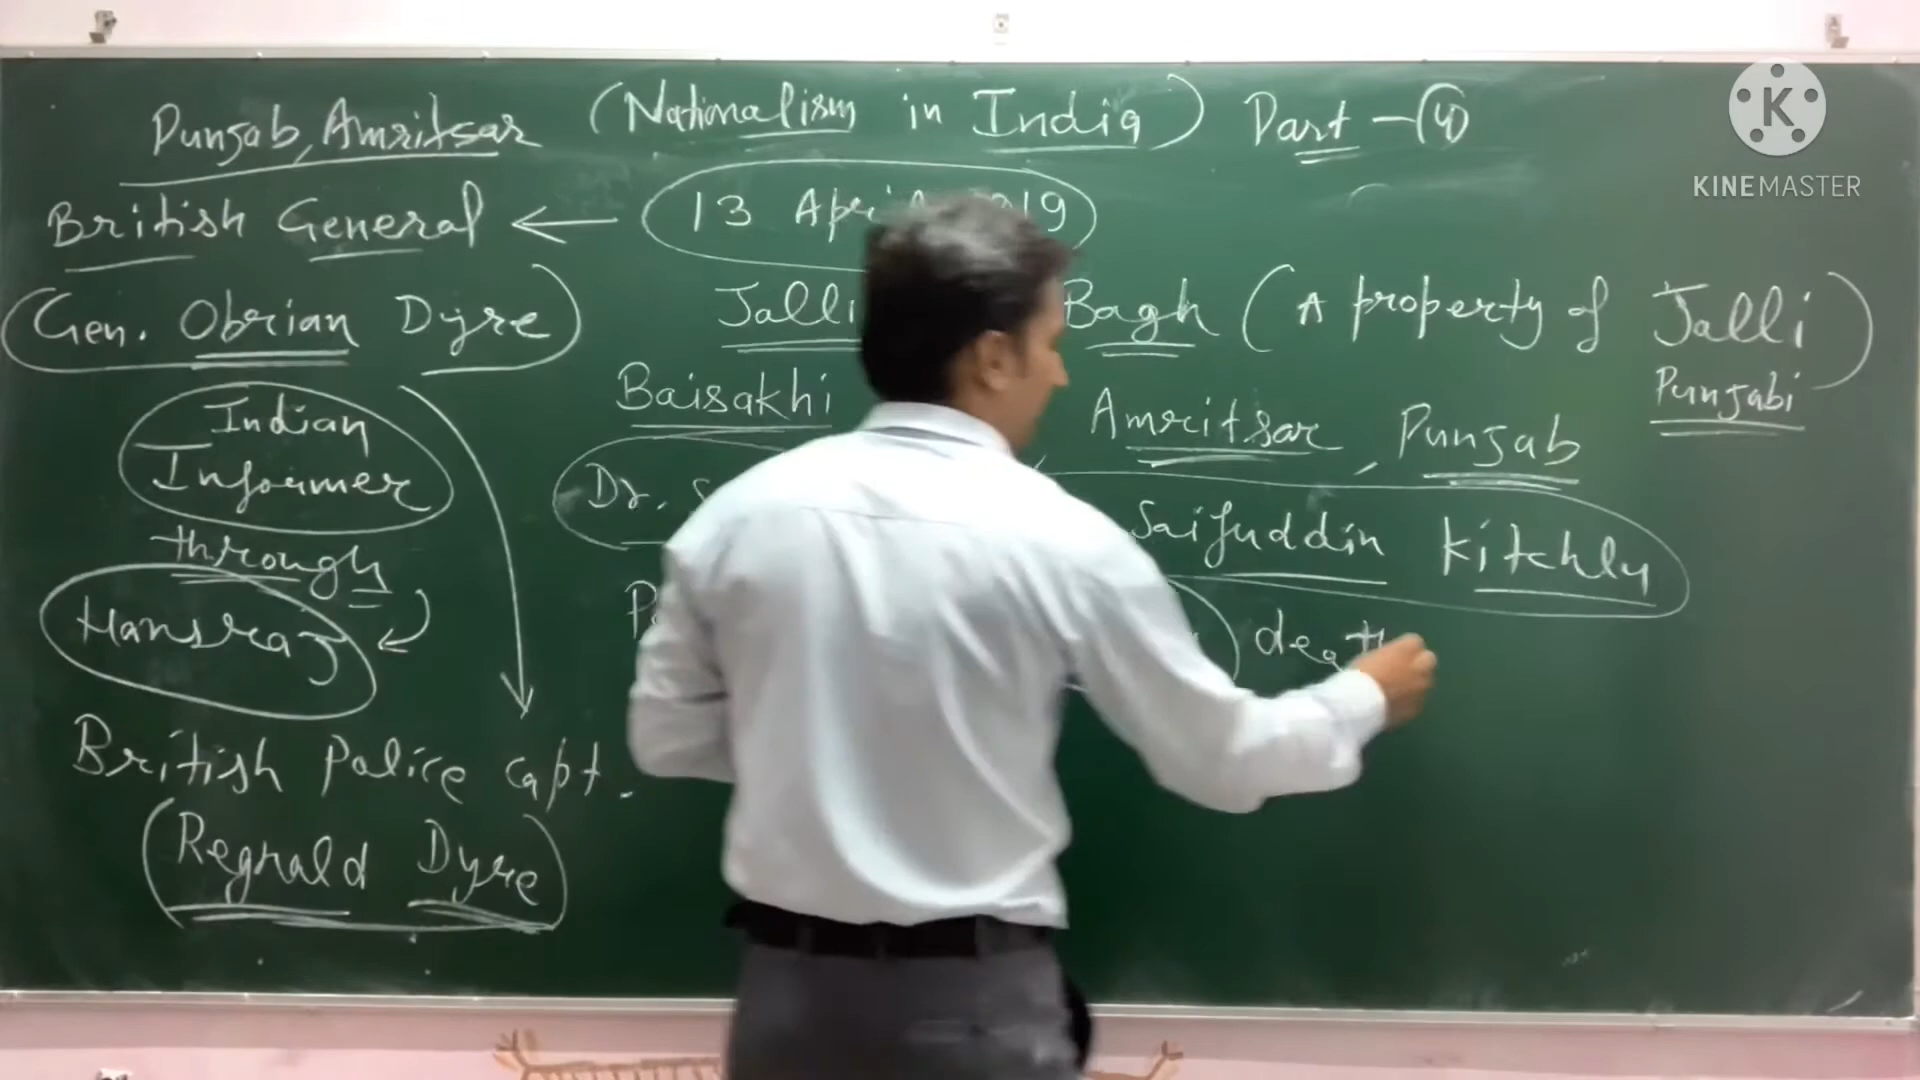 Punjab, Amritsar (Nationalism in India) Part - 4
British General ← 13 April 1919
Gen. Obrian Dyre
Jalli Bagh (A property of Jalli
Punjabi)
Baisakhi Amritsar, Punjab
Indian
Informer
Dr. Saifuddin Kitchly
through
Hansraj
death
British Police capt.
(Regnald Dyre)
KINEMASTER